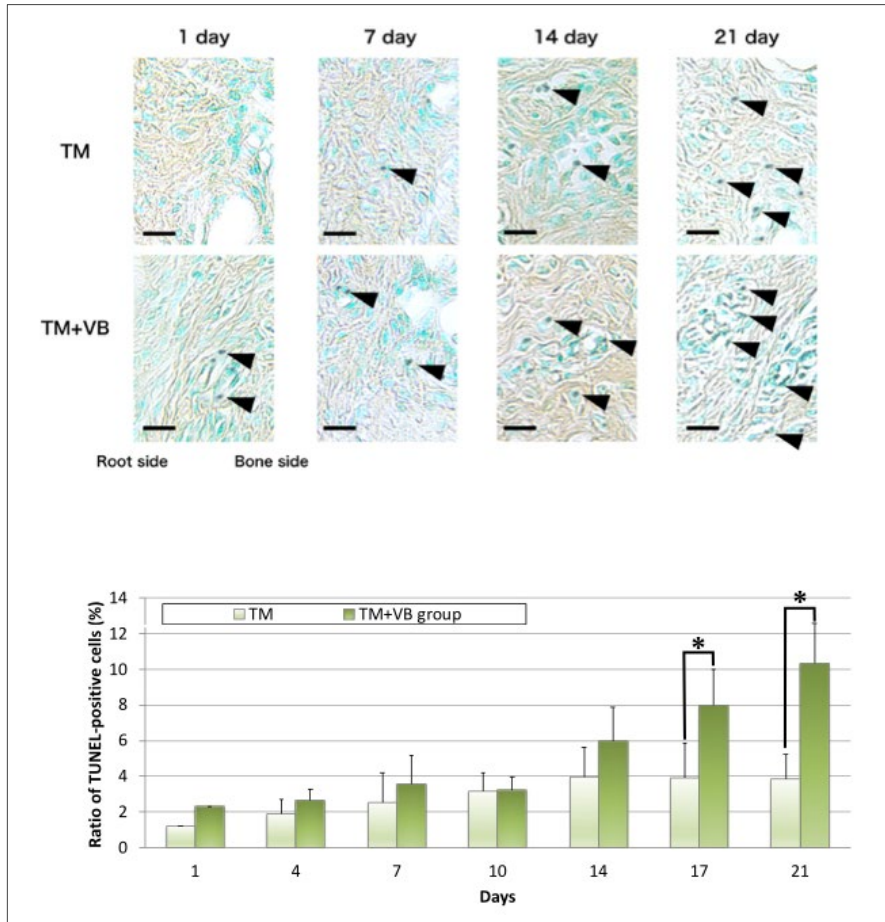 1 day 7 day 14 day 21 day
TM
TM+VB
Root side Bone side
14
12
10
8
6
4
2
0
Ratio of TUNEL-positive cells (%)
TM TM+VB group
* *
1 4 7 10 14 17 21
Days